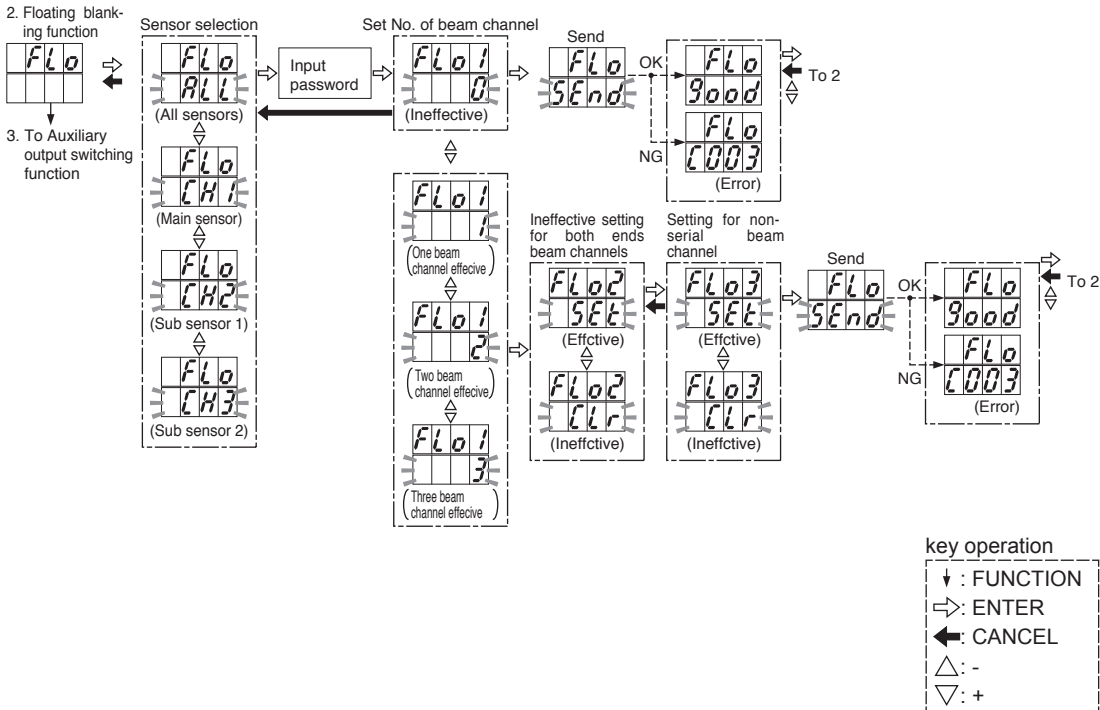 2. Floating blank-
ing function
FLo
3. To Auxiliary
output switching
function
Sensor selection
FLo
ALL
(All sensors)
FLo
CH1
(Main sensor)
FLo
CH2
(Sub sensor 1)
FLo
CH3
(Sub sensor 2)
Input
password
Set No. of beam channel
FLo1
0
(Ineffective)
FLo1
1
(One beam
channel effecive)
FLo1
2
(Two beam
channel effective)
FLo1
3
(Three beam
channel effecive)
Send
FLo
SEnd
OK
NG
FLo
good
FLo
C003
(Error)
To 2
Ineffective setting
for both ends
beam channels
FLo2
SEt
(Effctive)
FLo2
CLr
(Ineffctive)
Setting for non-
serial beam
channel
FLo3
SEt
(Effctive)
FLo3
CLr
(Ineffctive)
Send
FLo
SEnd
OK
NG
FLo
good
FLo
C003
(Error)
To 2
key operation
: FUNCTION
: ENTER
: CANCEL
: -
: +